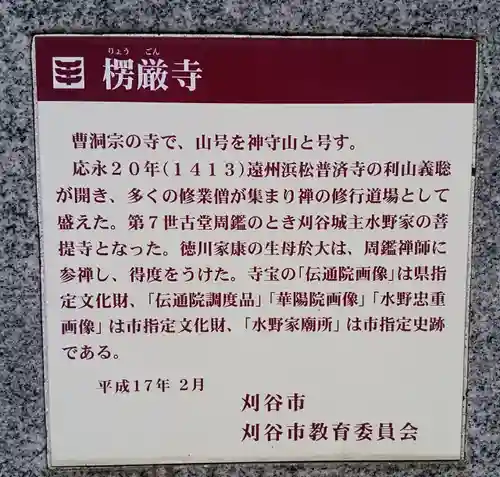 りょう ごん
楞厳寺
曹洞宗の寺で、山号を神守山と号す。
応永20年(1413)遠州浜松普済寺の利山義聡
が開き、多くの修業僧が集まり禅の修行道場として
盛えた。第7世古堂周鑑のとき刈谷城主水野家の菩
提寺となった。徳川家康の生母於大は、周鑑禅師に
参禅し、得度をうけた。寺宝の「伝通院画像」は県指
定文化財、「伝通院調度品」「華陽院画像」「水野忠重
画像」は市指定文化財、「水野家廟所」は市指定史跡
である。
平成17年 2月
刈谷市
刈谷市教育委員会